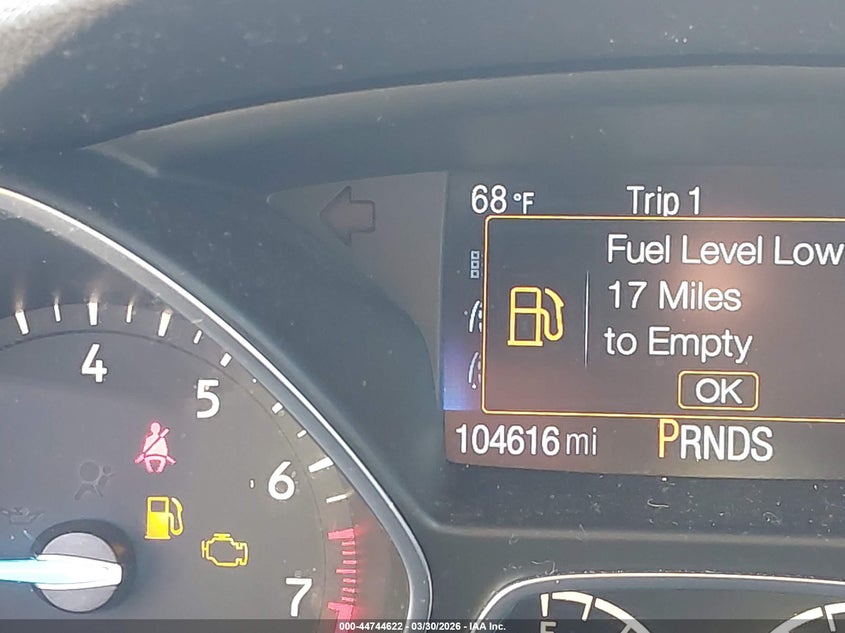 68 °F Trip 1
Fuel Level Low
17 Miles
to Empty
OK
104616 mi PRNDS
4
5
6
7
000-44744622 - 03/30/2026 - IAA Inc.